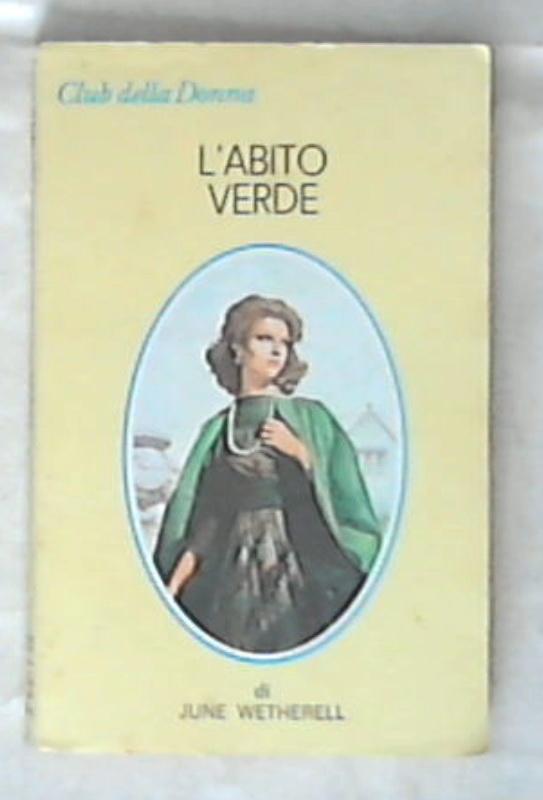 Club della Donna
L'ABITO
VERDE
di
JUNE WETHERELL